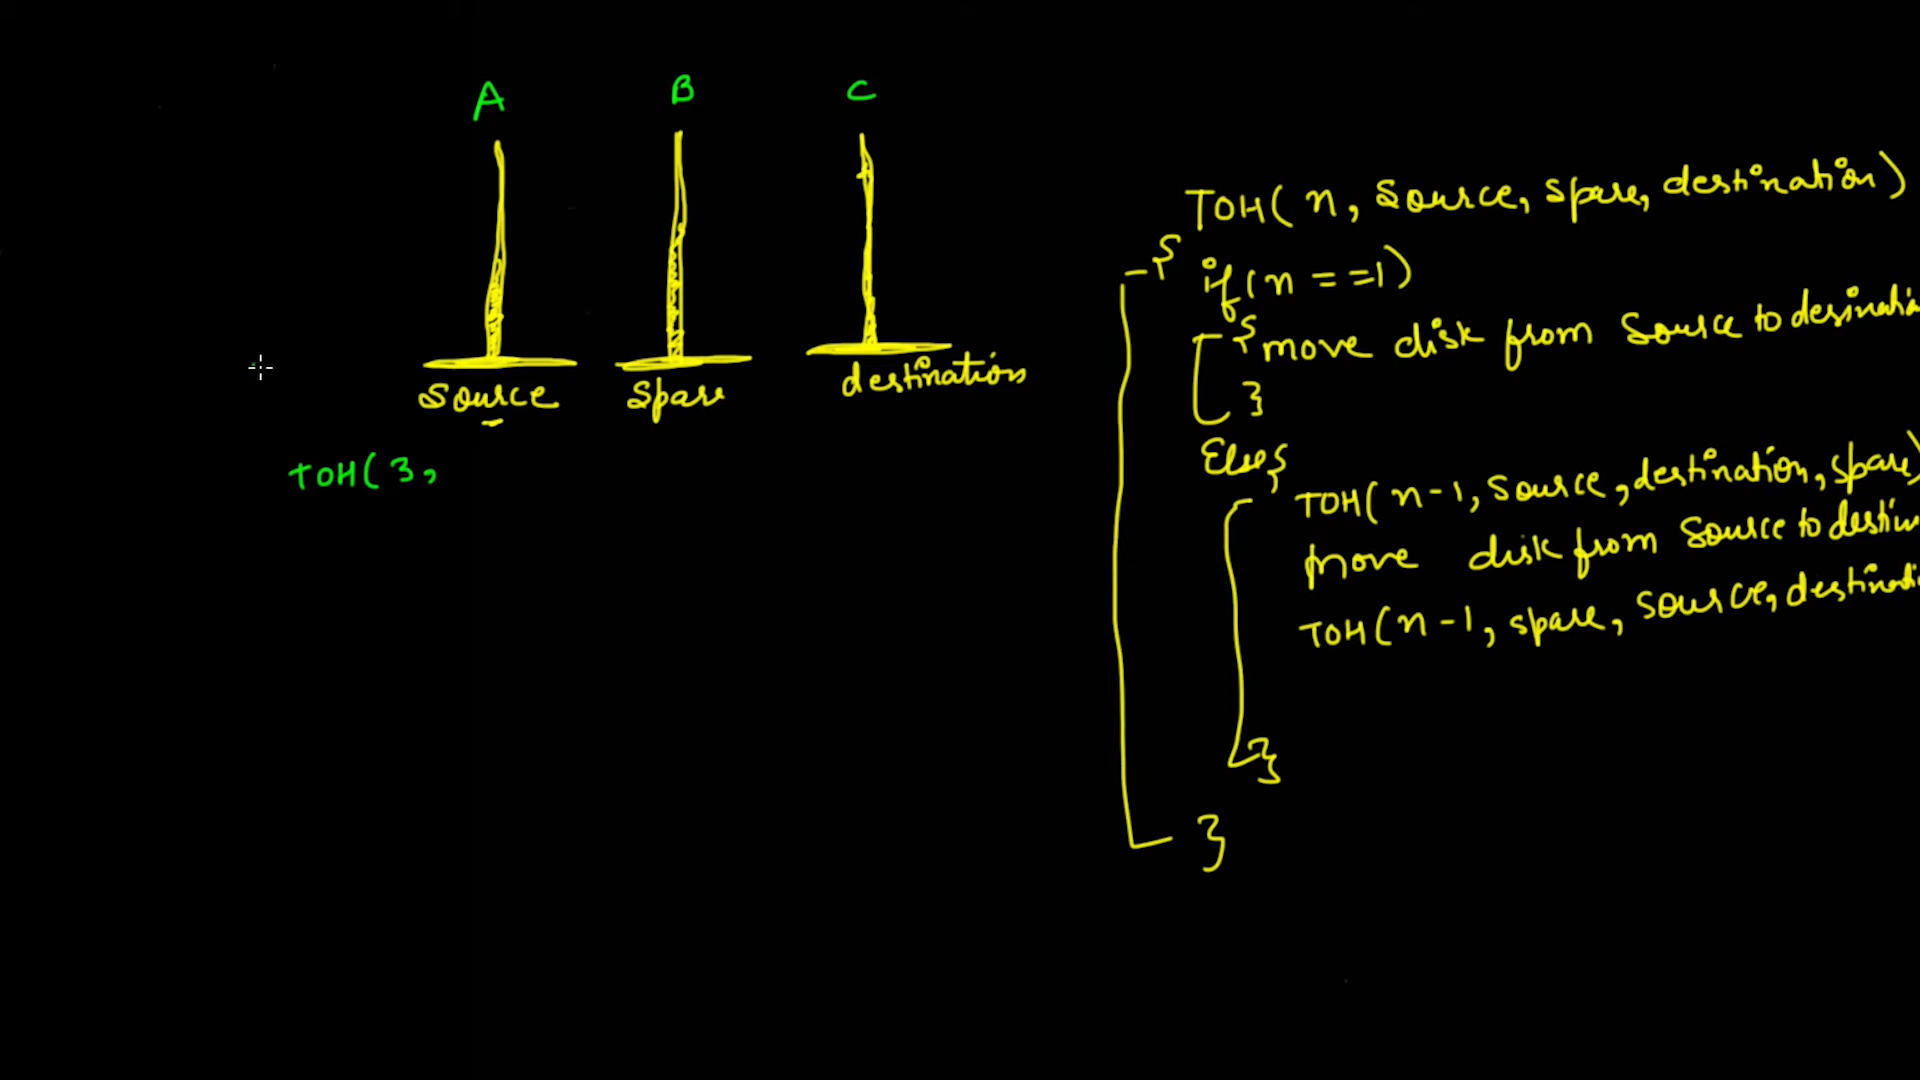 A B C
Source Spare destination
TOH(3,
TOH(n, Source, Spare, destination)
{ if(n==1)
{ move disk from Source to desination
}
Else{
TOH(n-1, Source, destination, spare)
move disk from Source to destin
TOH(n-1, spare, Source, destinati
}
}